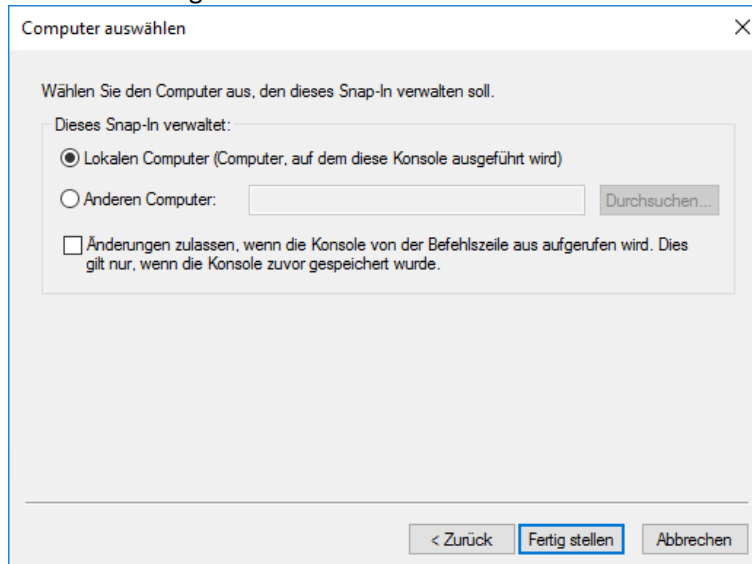 Computer auswählen
Wählen Sie den Computer aus, den dieses Snap-In verwalten soll.
Dieses Snap-In verwaltet:
Lokalen Computer (Computer, auf dem diese Konsole ausgeführt wird)
Anderen Computer:
Durchsuchen...
Änderungen zulassen, wenn die Konsole von der Befehlszeile aus aufgerufen wird. Dies
gilt nur, wenn die Konsole zuvor gespeichert wurde.
< Zurück
Fertig stellen
Abbrechen